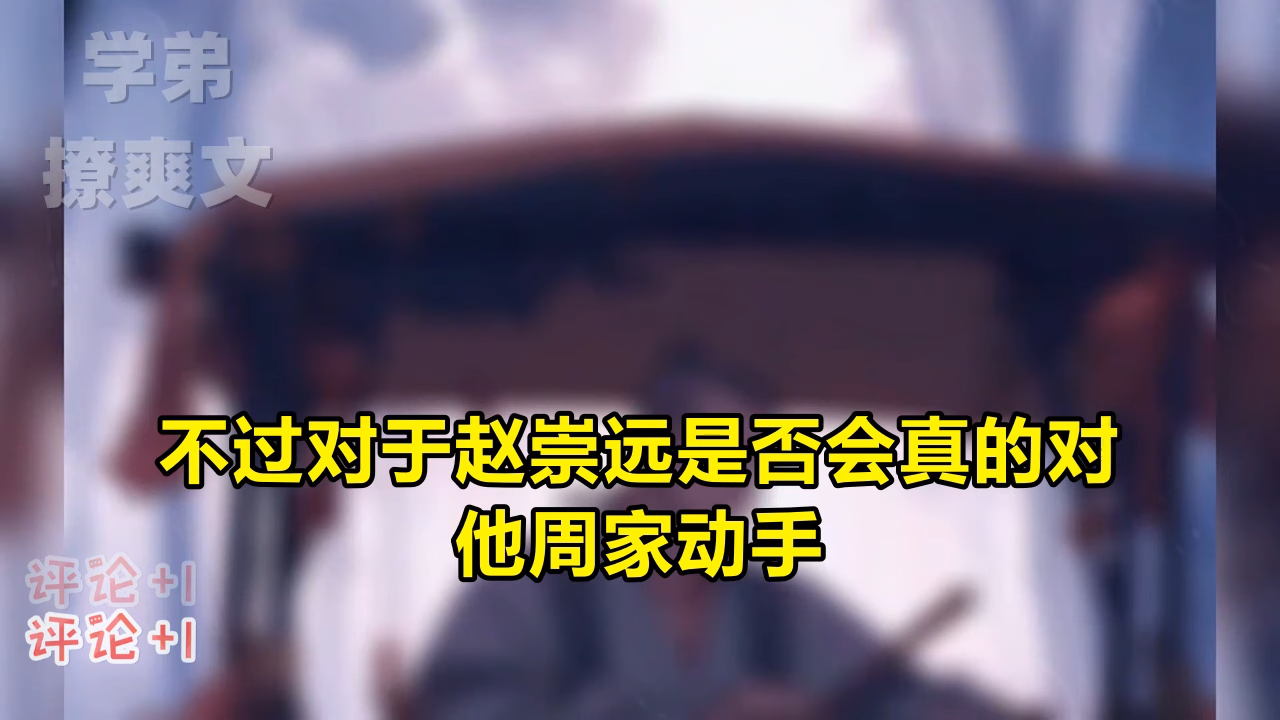 学弟
撩爽文
不过对于赵崇远是否会真的对
他周家动手
评论+1
评论+1